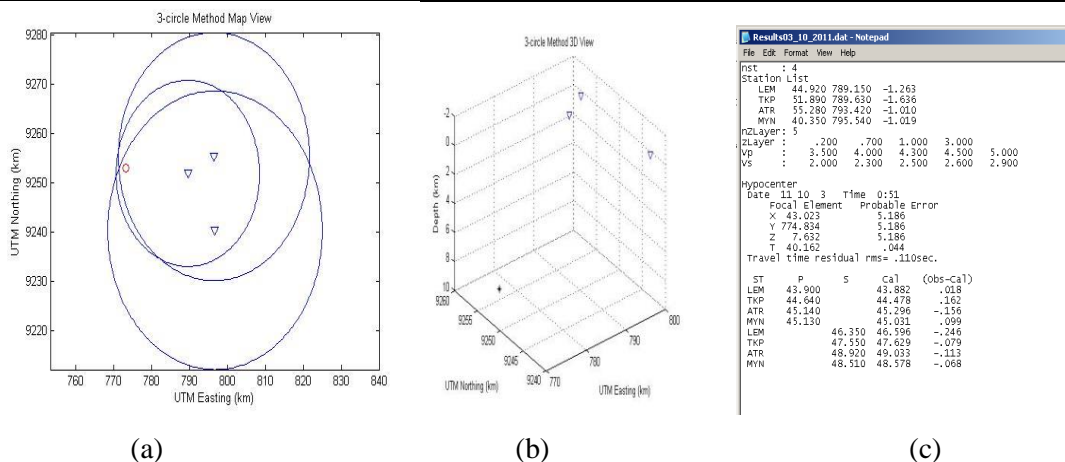 3-circle Method Map View
9280
9270
9260
9250
9240
9230
9220
UTM Northing (km)
760 770 780 790 800 810 820 830 840
UTM Easting (km)
(a)
3-circle Method 3D View
-2
0
2
4
6
8
10
Depth (km)
9260
9255
9250
9245
9240
UTM Northing (km)
770
780
790
800
UTM Easting (km)
(b)
Results03_10_2011.dat - Notepad
File Edit Format View Help
nst : 4
Station List
LEM 44.920 789.150 -1.263
TKP 51.890 789.630 -1.636
ATR 55.280 793.420 -1.010
MYN 40.350 795.540 -1.019
nZLayer: 5
zLayer : .200 .700 1.000 3.000
Vp : 3.500 4.000 4.300 4.500 5.000
Vs : 2.000 2.300 2.500 2.600 2.900
Hypocenter
Date 11 10 3 Time 0:51
Focal Element Probable Error
X 43.023 5.186
Y 774.834 5.186
Z 7.632 5.186
T 40.162 .044
Travel time residual rms= .110sec.
ST P S Cal (Obs-Cal)
LEM 43.900 43.882 .018
TKP 44.640 44.478 .162
ATR 45.140 45.296 -.156
MYN 45.130 45.031 .099
LEM 46.350 46.596 -.246
TKP 47.550 47.629 -.079
ATR 48.920 49.033 -.113
MYN 48.510 48.578 -.068
(c)